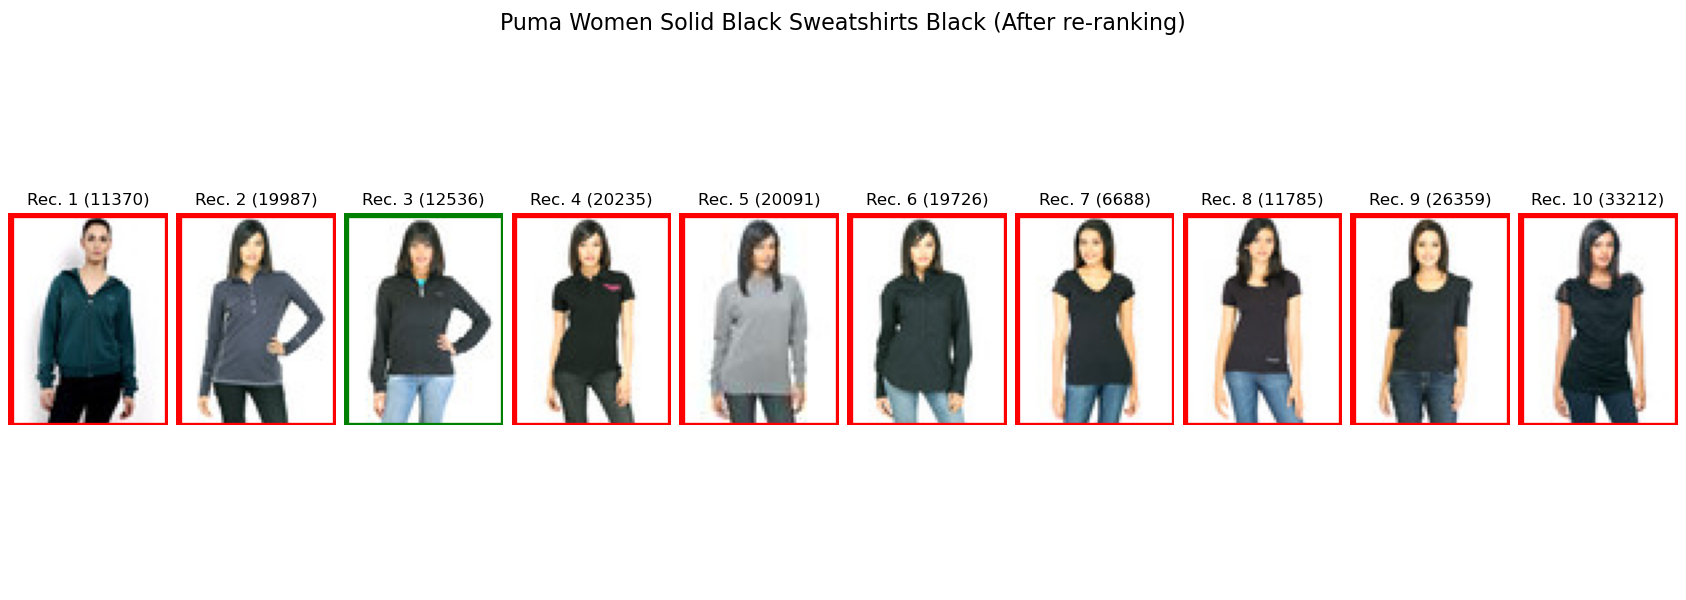 Puma Women Solid Black Sweatshirts Black (After re-ranking)
Rec. 1 (11370)
Rec. 2 (19987)
Rec. 3 (12536)
Rec. 4 (20235)
Rec. 5 (20091)
Rec. 6 (19726)
Rec. 7 (6688)
Rec. 8 (11785)
Rec. 9 (26359)
Rec. 10 (33212)